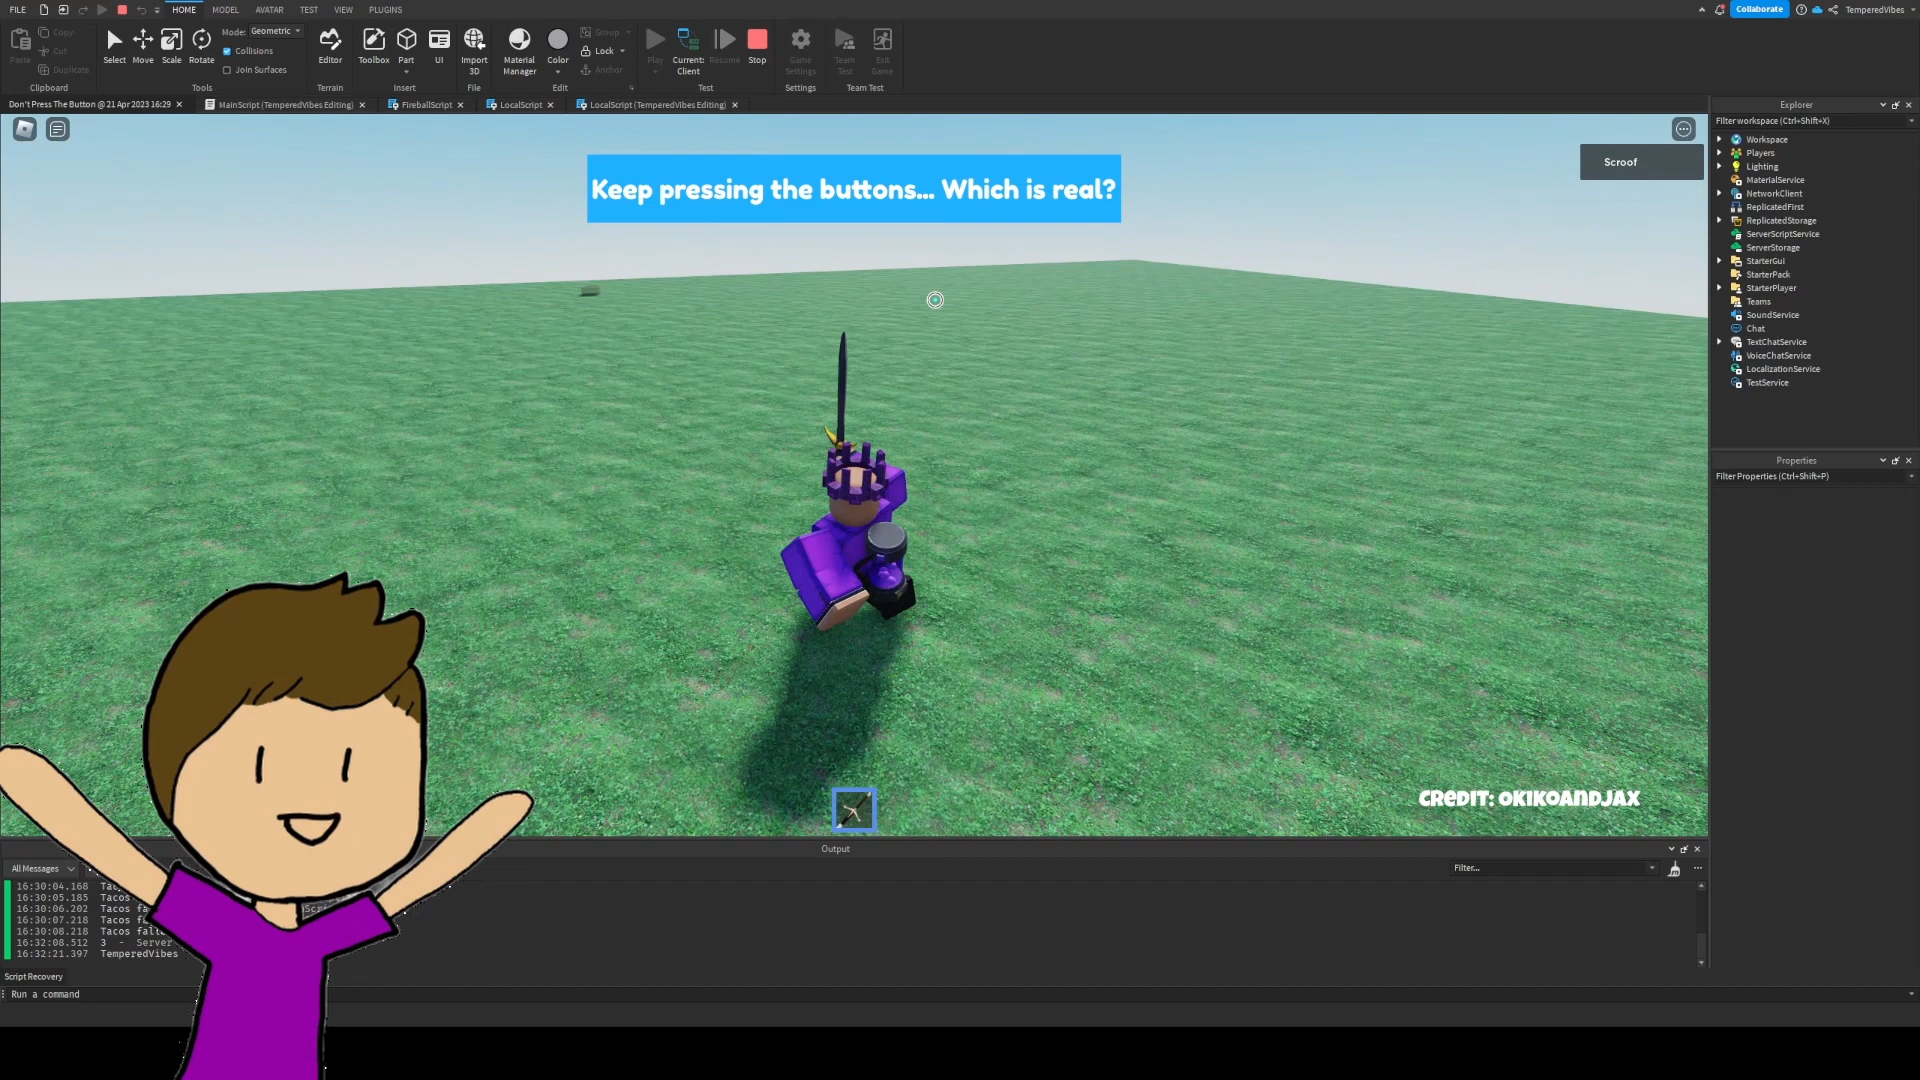 FILE HOME MODEL AVATAR TEST VIEW PLUGINS Collaborate TemperedVibes
Paste Copy Cut Duplicate
Clipboard
Select Move Scale Rotate
Mode: Geometric
Collisions
Join Surfaces
Tools
Editor
Terrain
Toolbox Part UI
Insert
Import 3D
File
Material Manager Color Group Lock Anchor
Edit
Play Current: Client Resume Stop
Test
Game Settings
Settings
Team Test Exit Game
Team Test
Don't Press The Button @ 21 Apr 2023 16:29 MainScript (TemperedVibes Editing) FireballScript LocalScript LocalScript (TemperedVibes Editing)
Keep pressing the buttons... Which is real?
Scroof
Credit: OkikoandJax
Explorer
Filter workspace (Ctrl+Shift+X)
Workspace
Players
Lighting
MaterialService
NetworkClient
ReplicatedFirst
ReplicatedStorage
ServerScriptService
ServerStorage
StarterGui
StarterPack
StarterPlayer
Teams
SoundService
Chat
TextChatService
VoiceChatService
LocalizationService
TestService
Properties
Filter Properties (Ctrl+Shift+P)
Output
All Messages Filter...
16:30:04.168
16:30:05.185 Tacos
16:30:06.202 Tacos
16:30:07.218 Tacos
16:30:08.218 Tacos
16:32:08.512 3 - Server
16:32:21.397 TemperedVibes
Script Recovery
Run a command